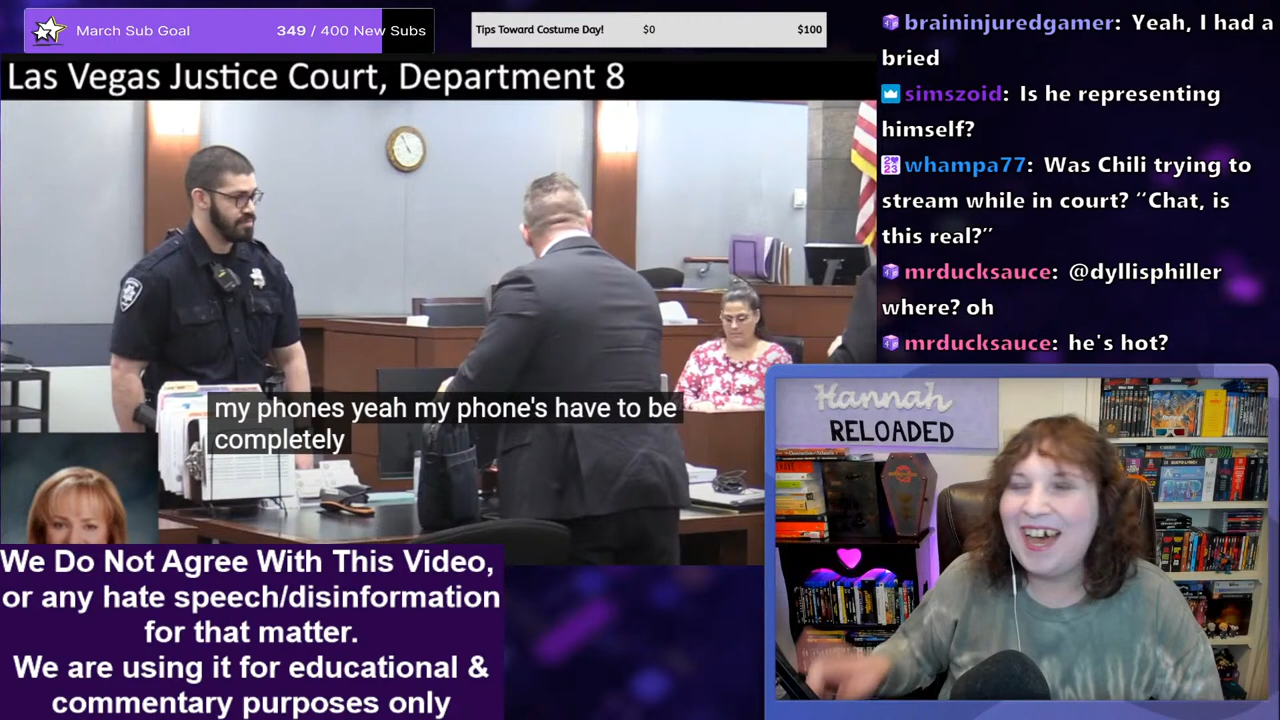 March Sub Goal 349 / 400 New Subs
Tips Toward Costume Day! $0 $100
Las Vegas Justice Court, Department 8
my phones yeah my phone's have to be
completely
We Do Not Agree With This Video,
or any hate speech/disinformation
for that matter.
We are using it for educational &
commentary purposes only
braininjuredgamer: Yeah, I had a
bried
simszoid: Is he representing
himself?
whampa77: Was Chili trying to
stream while in court? “Chat, is
this real?”
mrducksauce: @dyllisphiller
where? oh
mrducksauce: he's hot?
Hannah
RELOADED